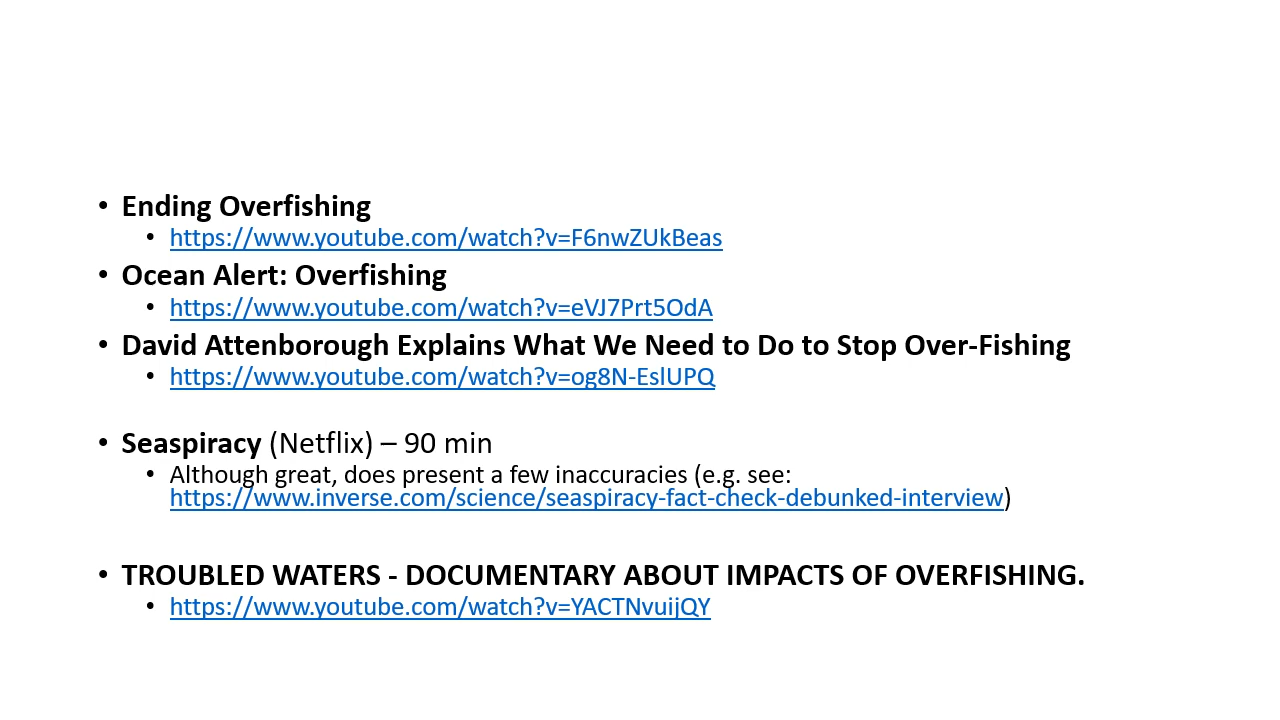 • Ending Overfishing
• https://www.youtube.com/watch?v=F6nwZUkBeas
• Ocean Alert: Overfishing
• https://www.youtube.com/watch?v=eVJ7Prt5OdA
• David Attenborough Explains What We Need to Do to Stop Over-Fishing
• https://www.youtube.com/watch?v=og8N-EslUPQ
• Seaspiracy (Netflix) – 90 min
• Although great, does present a few inaccuracies (e.g. see:
https://www.inverse.com/science/seaspiracy-fact-check-debunked-interview)
• TROUBLED WATERS - DOCUMENTARY ABOUT IMPACTS OF OVERFISHING.
• https://www.youtube.com/watch?v=YACTNvuijQY